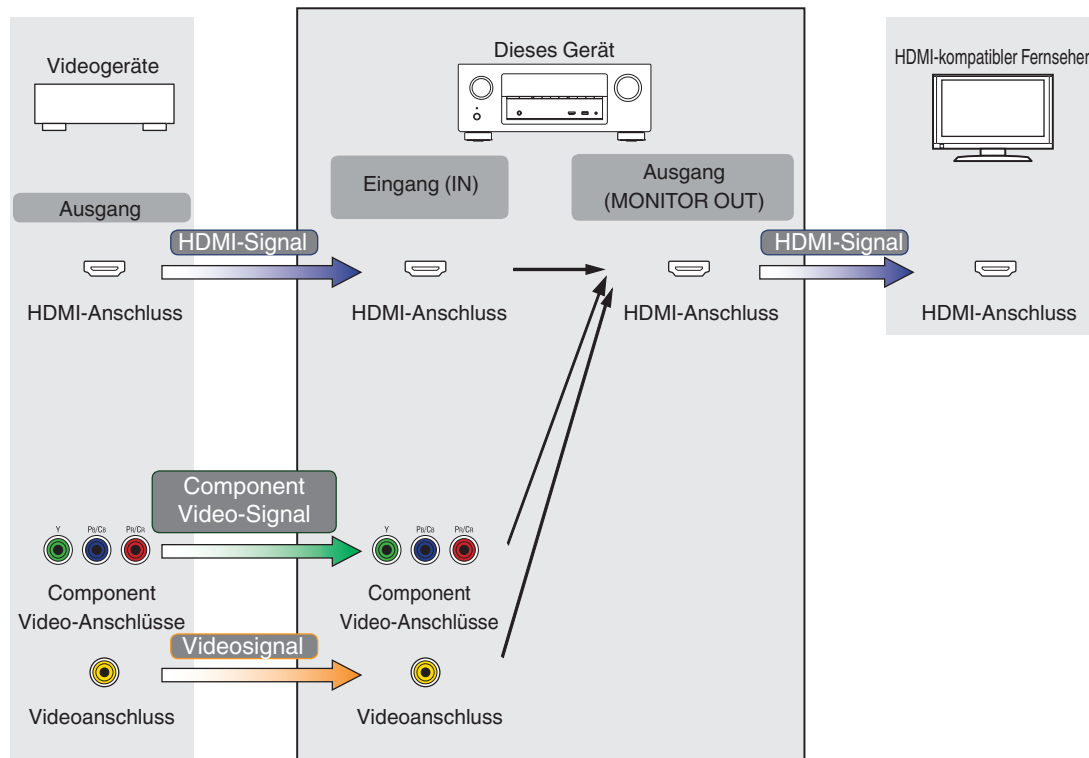 Videogeräte
Dieses Gerät
HDMI-kompatibler Fernseher
Ausgang
Eingang (IN)
Ausgang
(MONITOR OUT)
HDMI-Signal
HDMI-Signal
HDMI-Anschluss
HDMI-Anschluss
HDMI-Anschluss
HDMI-Anschluss
Component
Video-Signal
Y PB/CB PR/CR
Y PB/CB PR/CR
Component
Video-Anschlüsse
Component
Video-Anschlüsse
Videosignal
Videoanschluss
Videoanschluss